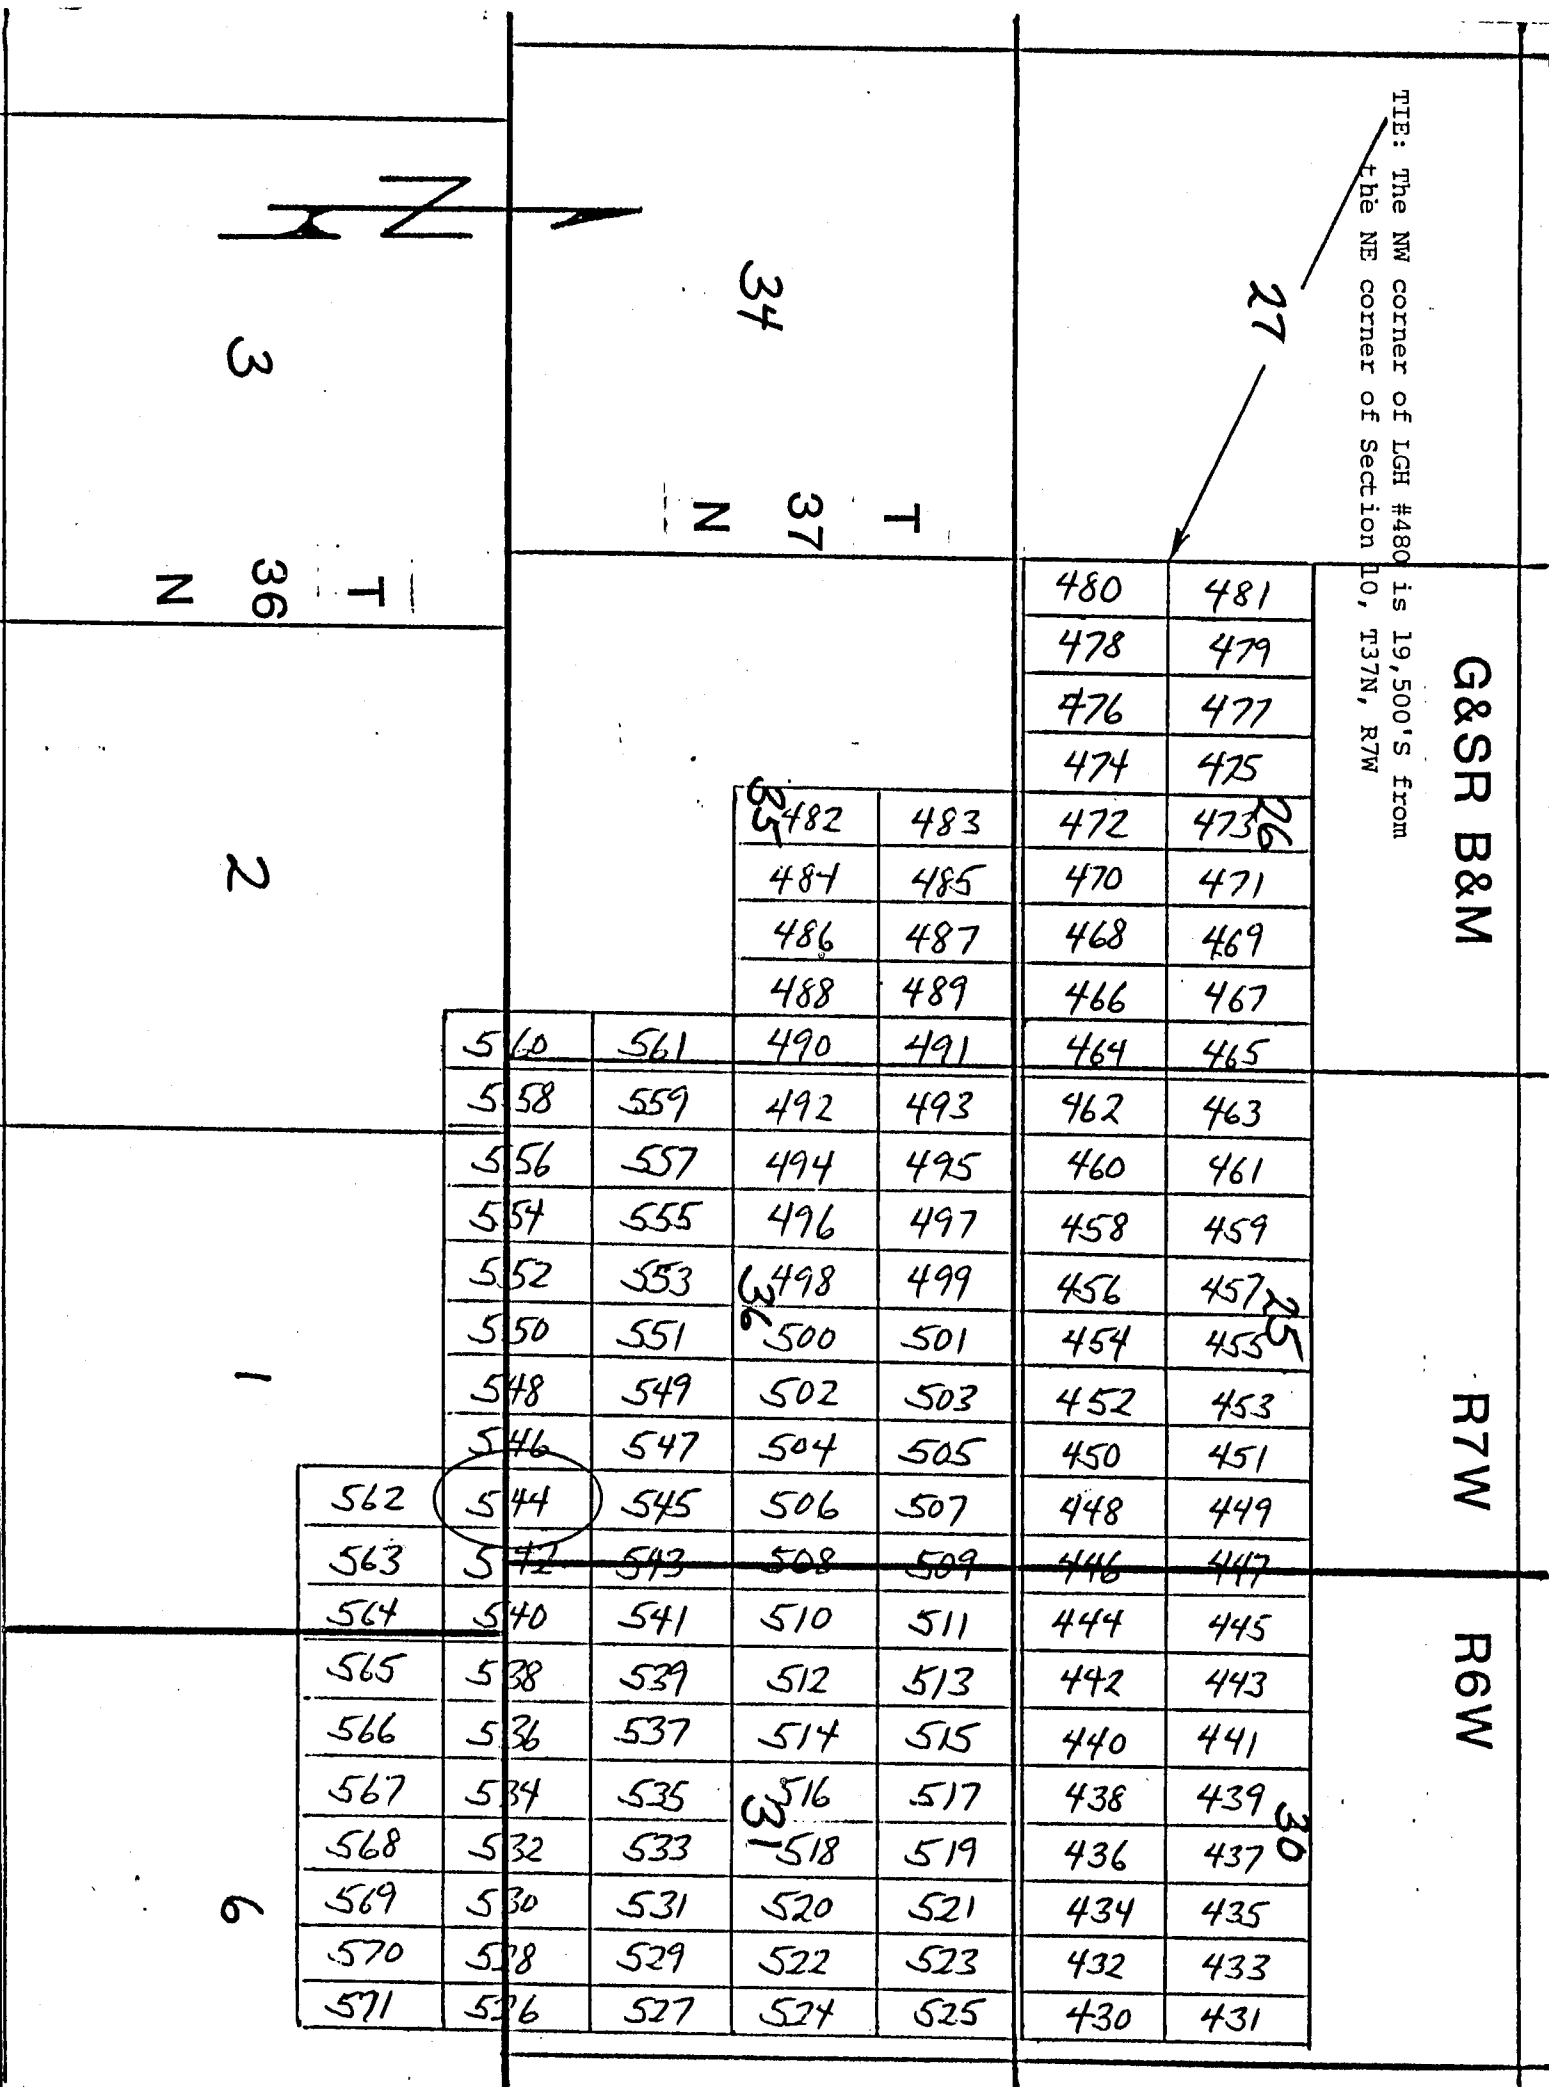 TIE: The NW corner of LGH #480 is 19,500'S from
the NE corner of Section 10, T37N, R7W
G&SR B&M
R7W
R6W
27
34
3
N
T
37
N
T
36
N
26
35
2
25
36
1
30
31
6
480 481
478 479
476 477
474 475
482 483 472 473
484 485 470 471
486 487 468 469
488 489 466 467
560 561 490 491 464 465
558 559 492 493 462 463
556 557 494 495 460 461
554 555 496 497 458 459
552 553 498 499 456 457
550 551 500 501 454 455
548 549 502 503 452 453
546 547 504 505 450 451
562 544 545 506 507 448 449
563 542 543 508 509 446 447
564 540 541 510 511 444 445
565 538 539 512 513 442 443
566 536 537 514 515 440 441
567 534 535 516 517 438 439
568 532 533 518 519 436 437
569 530 531 520 521 434 435
570 528 529 522 523 432 433
571 526 527 524 525 430 431